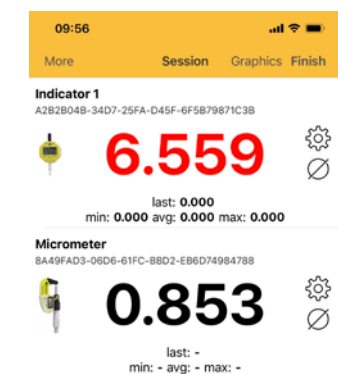 09:56
More Session Graphics Finish
Indicator 1
A2B2B04B-34D7-25FA-D45F-6F5B79871C3B
6.559
last: 0.000
min: 0.000 avg: 0.000 max: 0.000
Micrometer
8A49FAD3-06D6-61FC-BBD2-EB6D74984788
0.853
last: -
min: - avg: - max: -